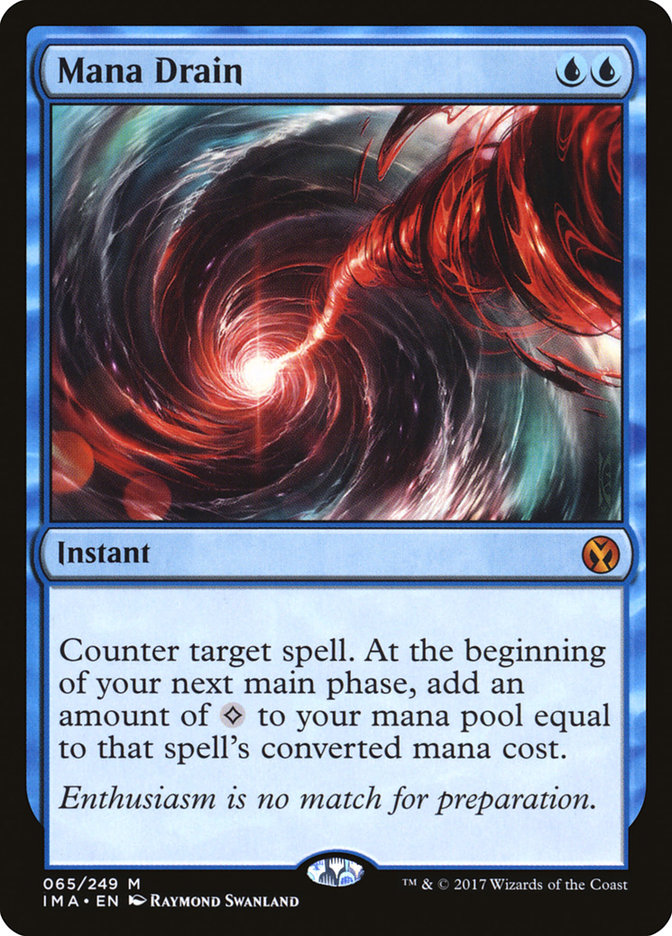 Mana Drain
Instant
Counter target spell. At the beginning
of your next main phase, add an
amount of to your mana pool equal
to that spell's converted mana cost.
Enthusiasm is no match for preparation.
065/249 M
™ & © 2017 Wizards of the Coast
IMA • EN Raymond Swanland